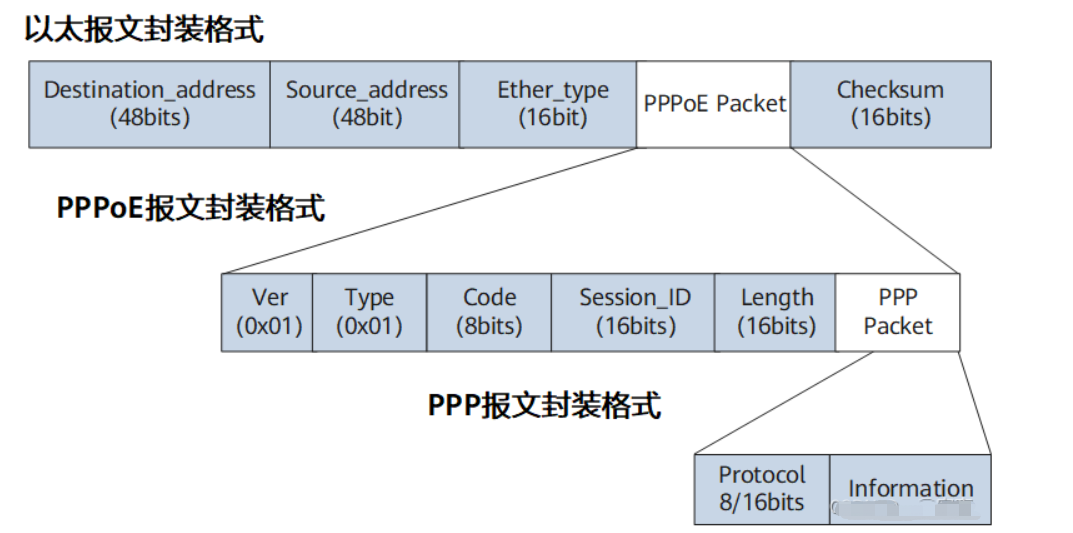 以太报文封装格式
Destination_address
(48bits)
Source_address
(48bit)
Ether_type
(16bit)
PPPoE Packet
Checksum
(16bits)
PPPoE报文封装格式
Ver
(0x01)
Type
(0x01)
Code
(8bits)
Session_ID
(16bits)
Length
(16bits)
PPP
Packet
PPP报文封装格式
Protocol
8/16bits
Information